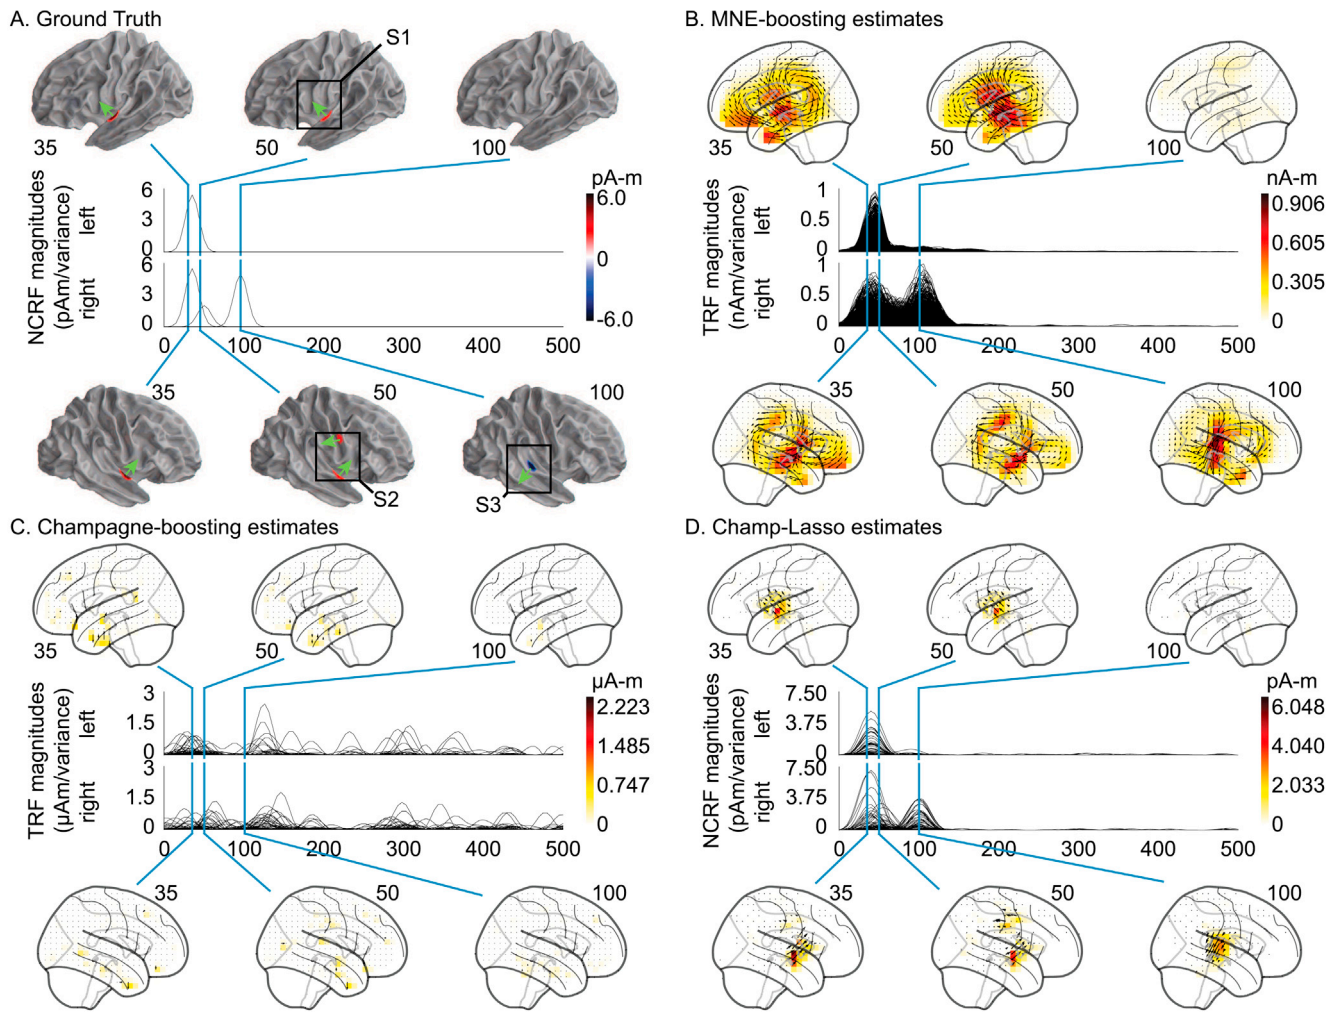 A. Ground Truth
S1
35
50
100
NCRF magnitudes
(pAm/variance)
left
right
6
3
0
6
3
0
0 100 200 300 400 500
pA-m
6.0
0
-6.0
35
50
100
S2
S3
B. MNE-boosting estimates
35
50
100
TRF magnitudes
(nAm/variance)
left
right
1
0.5
0
1
0.5
0
0 100 200 300 400 500
nA-m
0.906
0.605
0.305
0
35
50
100
C. Champagne-boosting estimates
35
50
100
TRF magnitudes
(µAm/variance)
left
right
3
1.5
0
3
1.5
0
0 100 200 300 400 500
µA-m
2.223
1.485
0.747
0
35
50
100
D. Champ-Lasso estimates
35
50
100
NCRF magnitudes
(pAm/variance)
left
right
7.50
3.75
0
7.50
3.75
0
0 100 200 300 400 500
pA-m
6.048
4.040
2.033
0
35
50
100